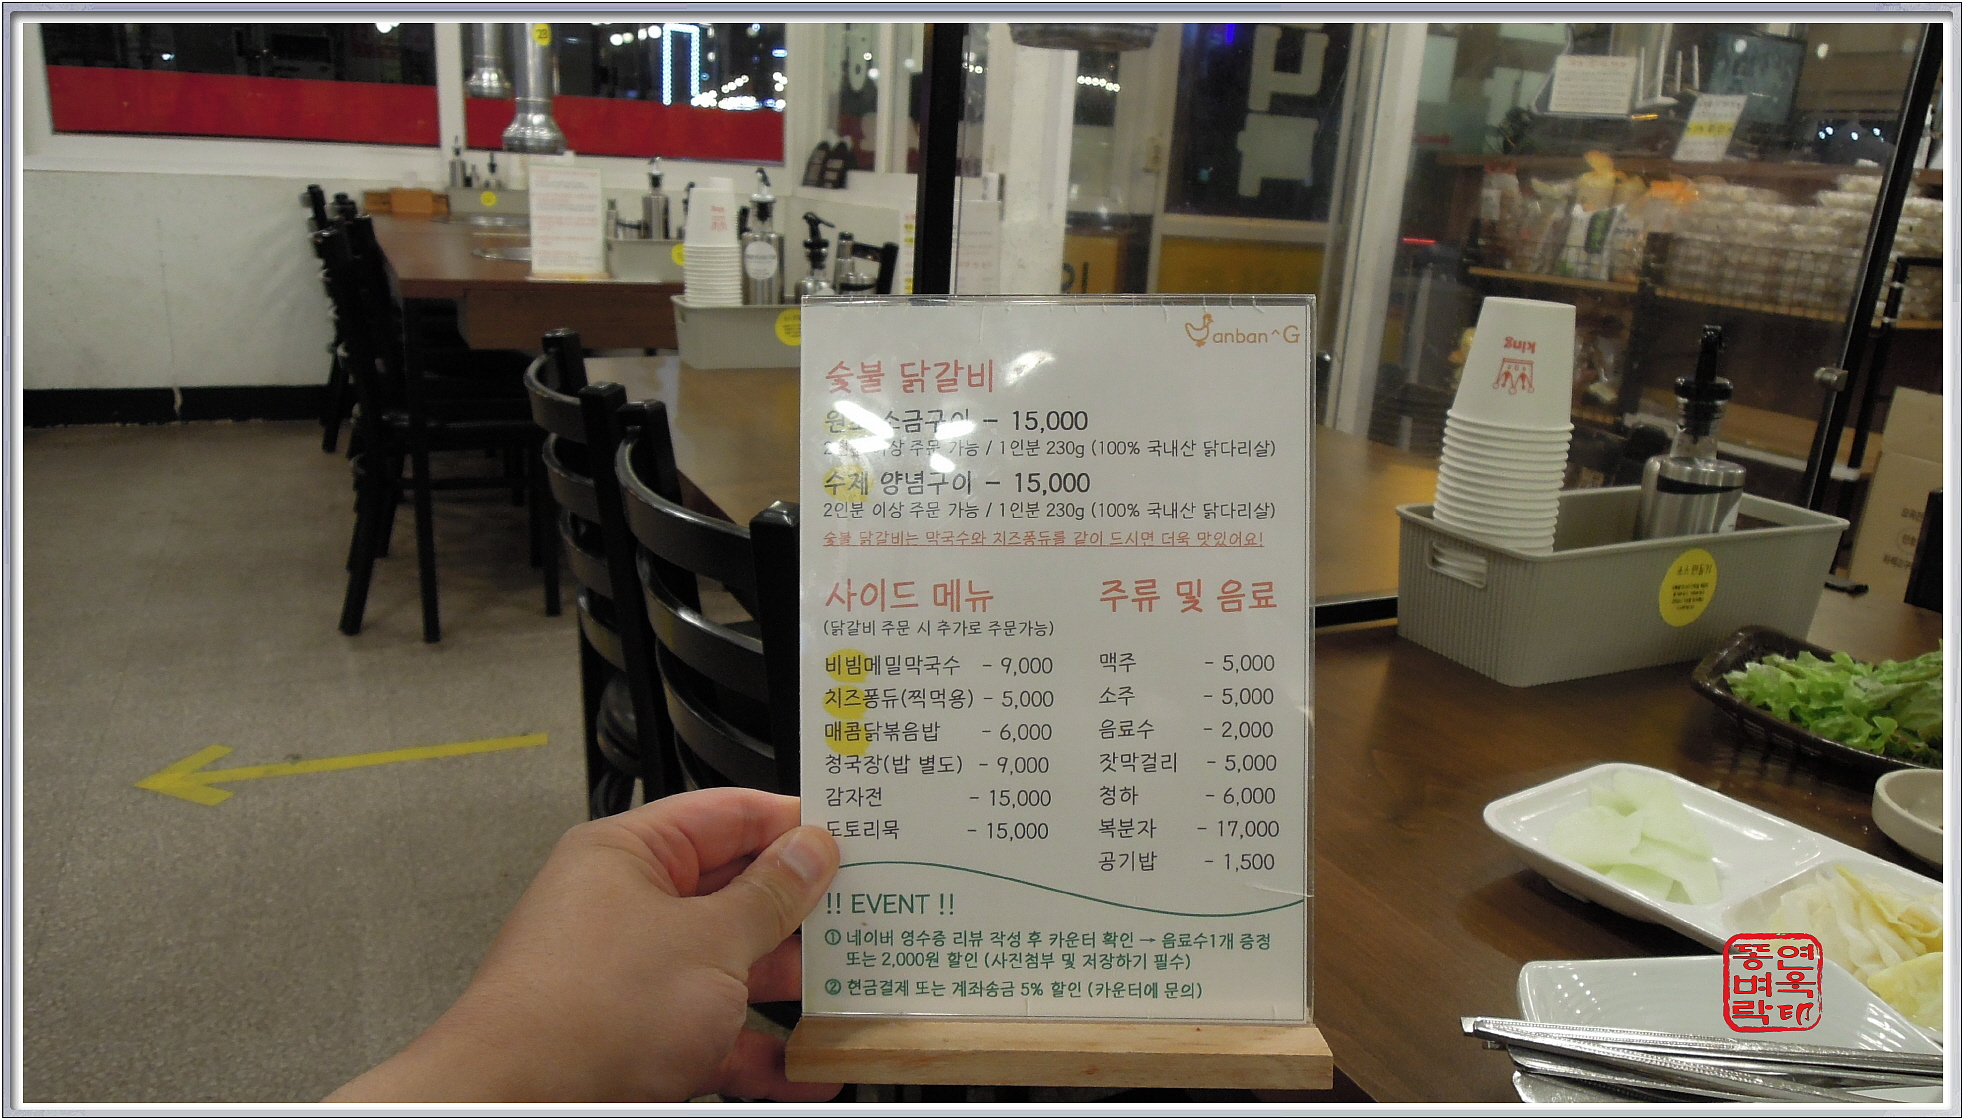 anban^G
숯불 닭갈비
소금구이 - 15,000
이상 주문 가능 / 1인분 230g (100% 국내산 닭다리살)
수제 양념구이 - 15,000
2인분 이상 주문 가능 / 1인분 230g (100% 국내산 닭다리살)
숯불 닭갈비는 막국수와 치즈퐁듀를 같이 드시면 더욱 맛있어요!
사이드 메뉴
(닭갈비 주문 시 추가로 주문가능)
비빔메밀막국수 - 9,000
치즈퐁듀(찍먹용) - 5,000
매콤닭볶음밥 - 6,000
청국장(밥 별도) - 9,000
감자전 - 15,000
도토리묵 - 15,000
주류 및 음료
맥주 - 5,000
소주 - 5,000
음료수 - 2,000
잣막걸리 - 5,000
청하 - 6,000
복분자 - 17,000
공기밥 - 1,500
!! EVENT !!
① 네이버 영수증 리뷰 작성 후 카운터 확인 → 음료수1개 증정
또는 2,000원 할인 (사진첨부 및 저장하기 필수)
② 현금결제 또는 계좌송금 5% 할인 (카운터에 문의)
king
소스 만들기
23